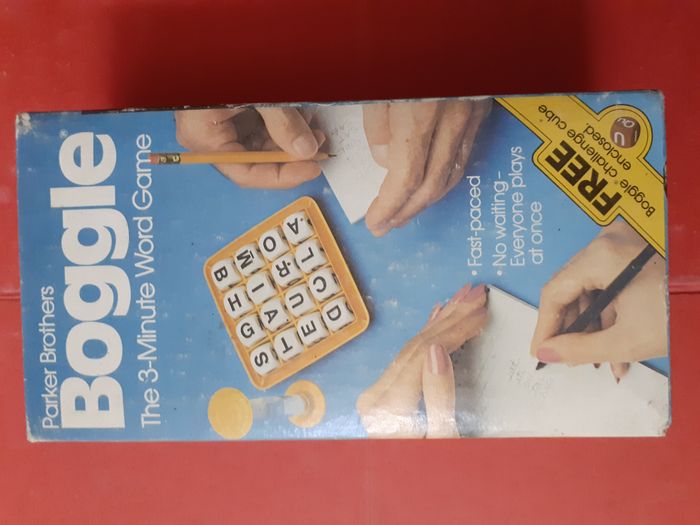 Parker Brothers
Boggle®
The 3-Minute Word Game
FREE
Boggle® challenge cube
enclosed.
U
Qu
• Fast-paced
• No waiting-
Everyone plays
at once
S G I B
T A I M
E U R O
D C L A